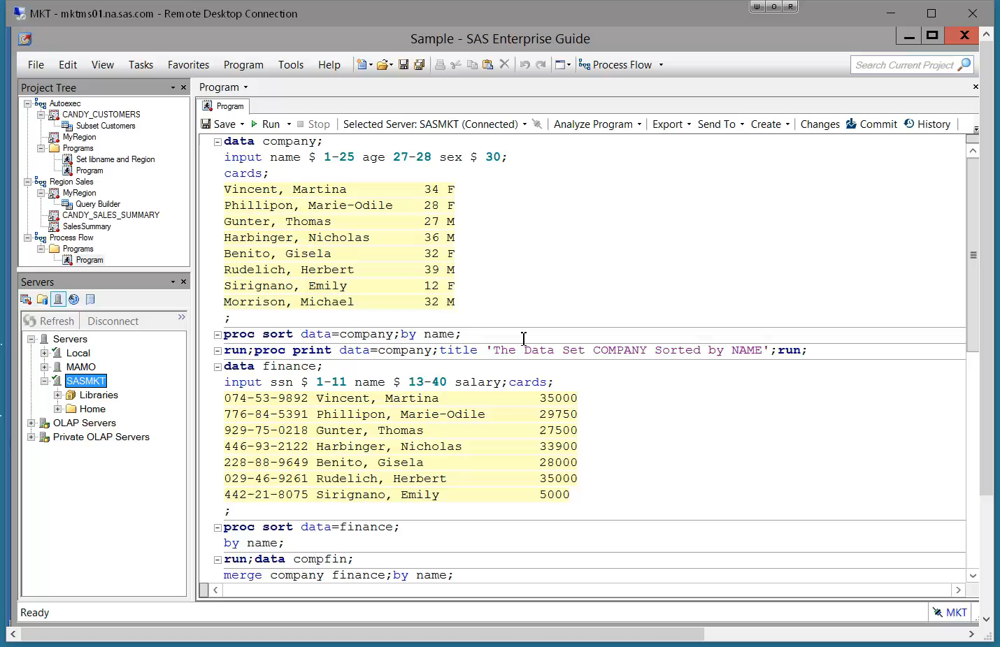 MKT - mktms01.na.sas.com - Remote Desktop Connection
W O R
Sample - SAS Enterprise Guide
File Edit View Tasks Favorites Program Tools Help Process Flow Search Current Project
Project Tree
Autoexec
CANDY_CUSTOMERS
Subset Customers
MyRegion
Programs
Set libname and Region
Program
Region Sales
MyRegion
Query Builder
CANDY_SALES_SUMMARY
SalesSummary
Process Flow
Programs
Program
Servers
Refresh Disconnect
Servers
Local
MAMO
SASMKT
Libraries
Home
OLAP Servers
Private OLAP Servers
Program
Program
Save Run Stop Selected Server: SASMKT (Connected) Analyze Program Export Send To Create Changes Commit History
data company;
input name $ 1-25 age 27-28 sex $ 30;
cards;
Vincent, Martina 34 F
Phillipon, Marie-Odile 28 F
Gunter, Thomas 27 M
Harbinger, Nicholas 36 M
Benito, Gisela 32 F
Rudelich, Herbert 39 M
Sirignano, Emily 12 F
Morrison, Michael 32 M
;
proc sort data=company;by name;
run;proc print data=company;title 'The Data Set COMPANY Sorted by NAME';run;
data finance;
input ssn $ 1-11 name $ 13-40 salary;cards;
074-53-9892 Vincent, Martina 35000
776-84-5391 Phillipon, Marie-Odile 29750
929-75-0218 Gunter, Thomas 27500
446-93-2122 Harbinger, Nicholas 33900
228-88-9649 Benito, Gisela 28000
029-46-9261 Rudelich, Herbert 35000
442-21-8075 Sirignano, Emily 5000
;
proc sort data=finance;
by name;
run;data compfin;
merge company finance;by name;
Ready
MKT